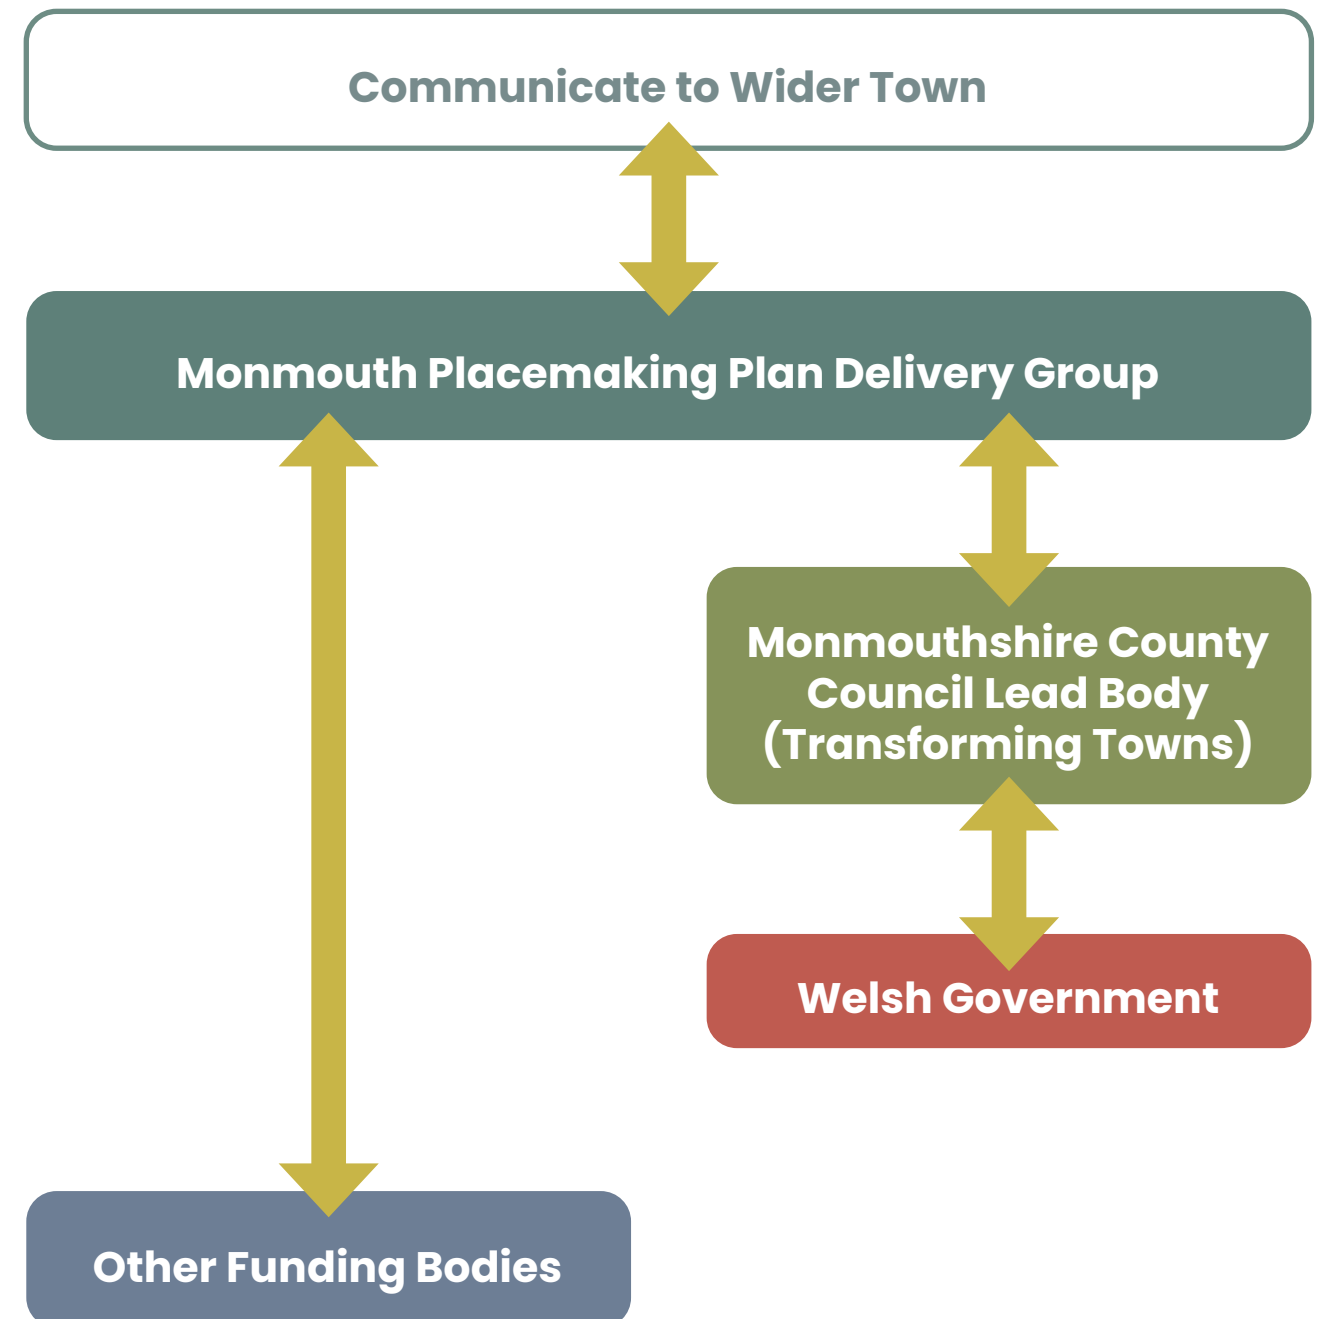 Communicate to Wider Town
Monmouth Placemaking Plan Delivery Group
Monmouthshire County
Council Lead Body
(Transforming Towns)
Welsh Government
Other Funding Bodies